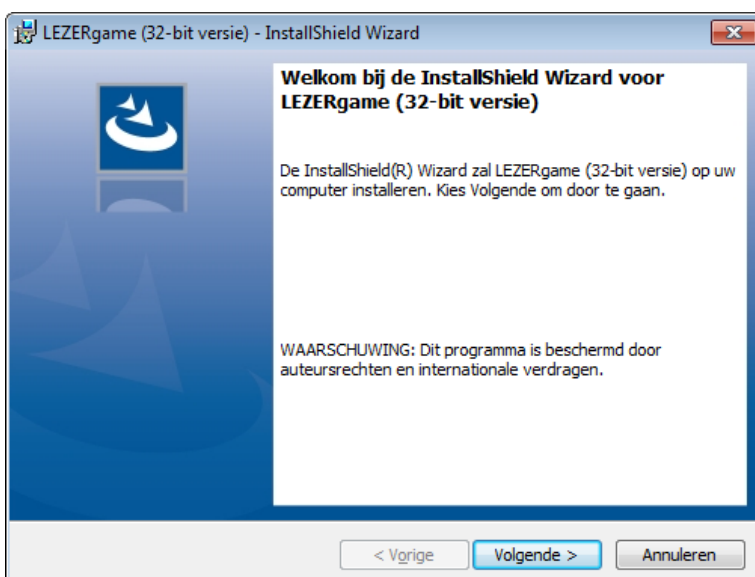 LEZERgame (32-bit versie) - InstallShield Wizard
Welkom bij de InstallShield Wizard voor
LEZERgame (32-bit versie)
De InstallShield(R) Wizard zal LEZERgame (32-bit versie) op uw
computer installeren. Kies Volgende om door te gaan.
WAARSCHUWING: Dit programma is beschermd door
auteursrechten en internationale verdragen.
< Vorige
Volgende >
Annuleren